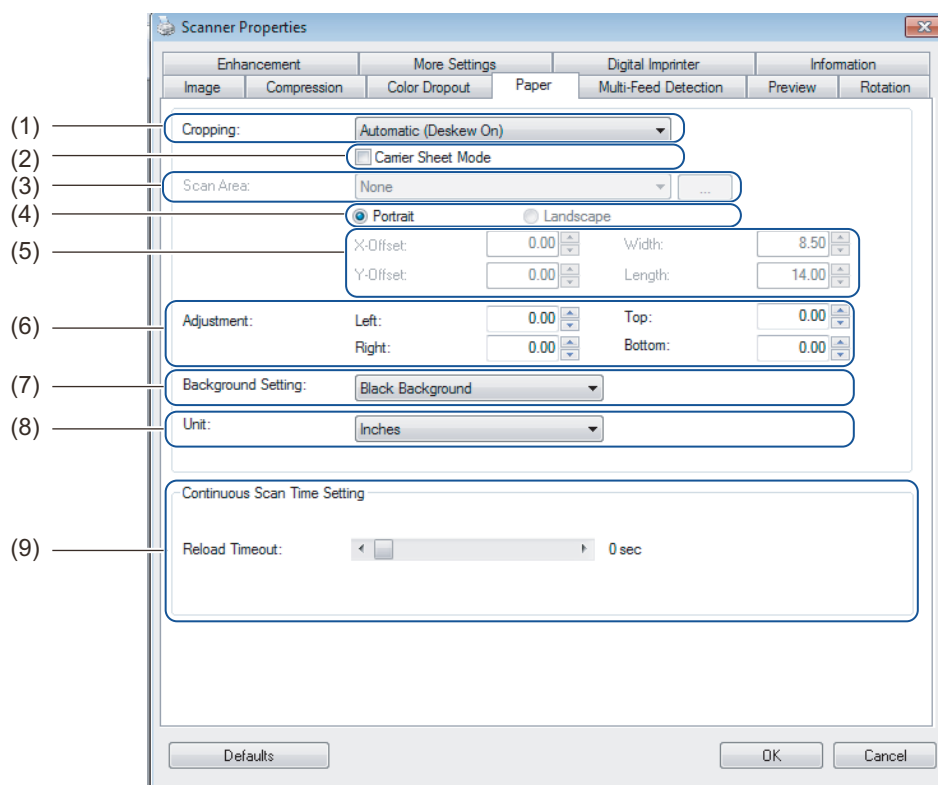 Scanner Properties
Enhancement More Settings Digital Imprinter Information
Image Compression Color Dropout Paper Multi-Feed Detection Preview Rotation
(1) Cropping: Automatic (Deskew On)
(2) Carrier Sheet Mode
(3) Scan Area: None ...
(4) Portrait Landscape
(5) X-Offset: 0.00 Width: 8.50
Y-Offset: 0.00 Length: 14.00
(6) Adjustment: Left: 0.00 Top: 0.00
Right: 0.00 Bottom: 0.00
(7) Background Setting: Black Background
(8) Unit: Inches
Continuous Scan Time Setting
(9) Reload Timeout: 0 sec
Defaults OK Cancel